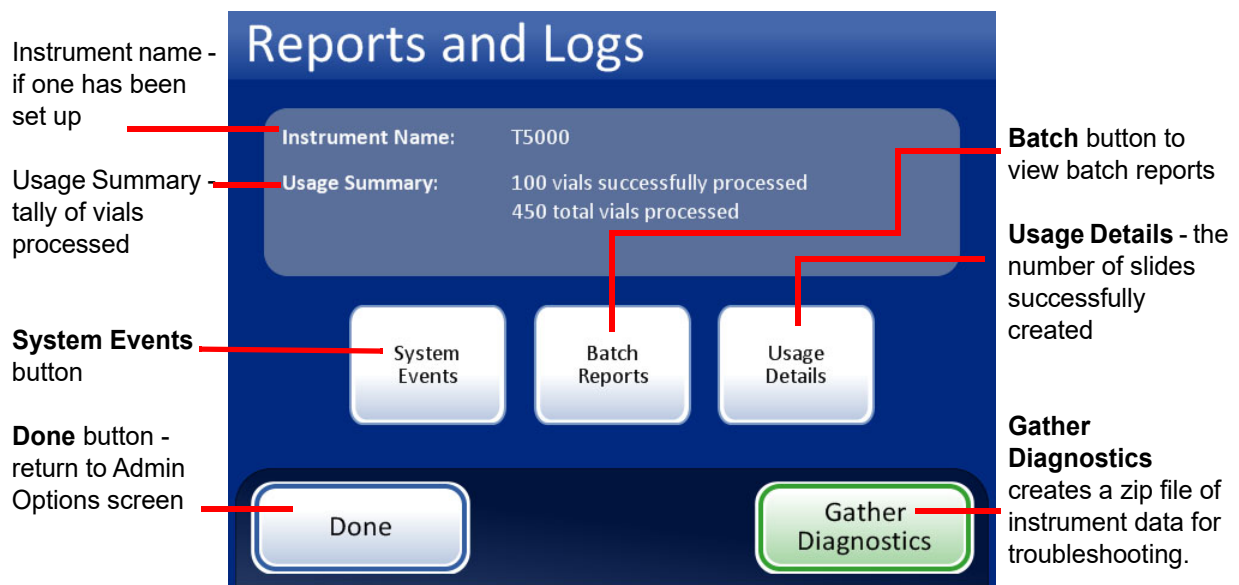 Instrument name -
if one has been
set up
Usage Summary -
tally of vials
processed
System Events
button
Done button -
return to Admin
Options screen
Reports and Logs
Instrument Name: T5000
Usage Summary: 100 vials successfully processed
450 total vials processed
System
Events
Batch
Reports
Usage
Details
Done
Gather
Diagnostics
Batch button to
view batch reports
Usage Details - the
number of slides
successfully
created
Gather
Diagnostics
creates a zip file of
instrument data for
troubleshooting.